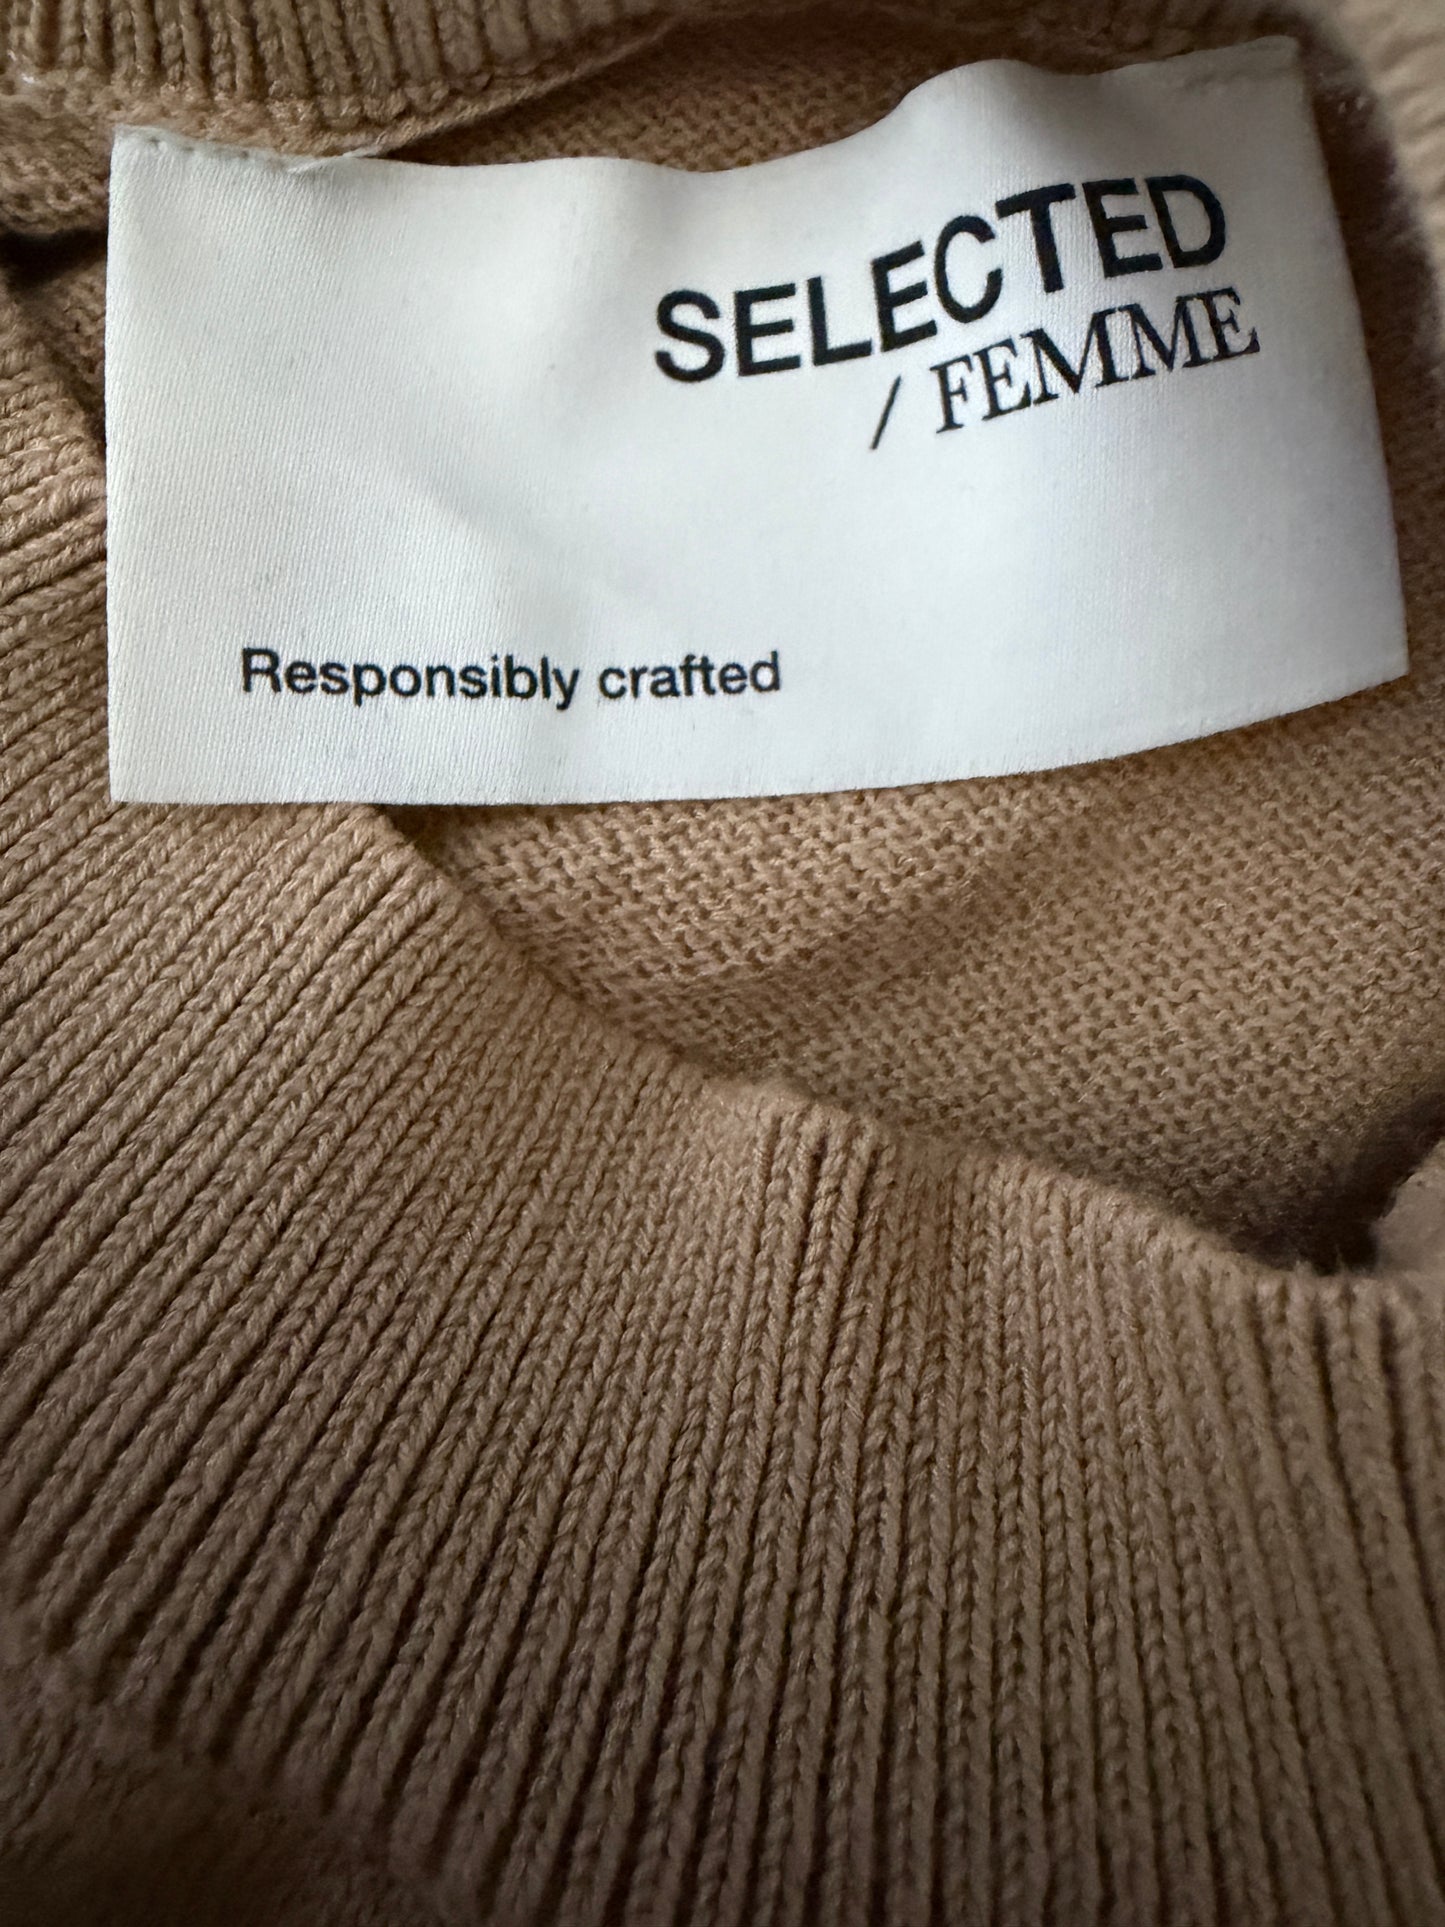 SELECTED
/ FEMME
Responsibly crafted